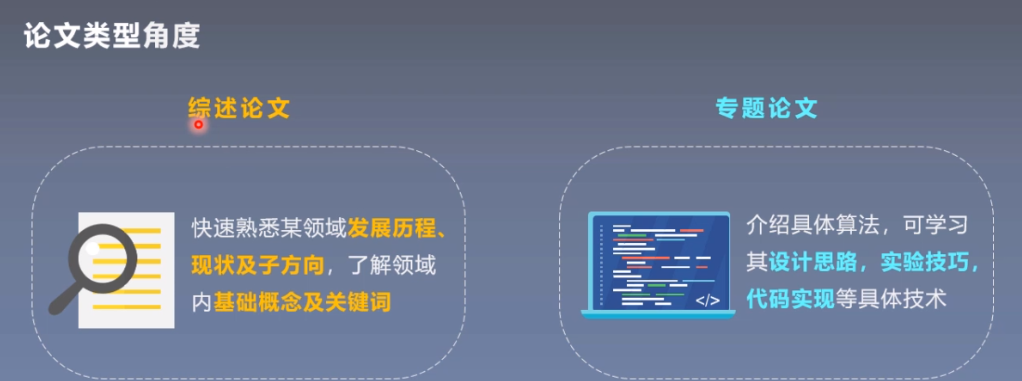 论文类型角度
综述论文
快速熟悉某领域发展历程、
现状及子方向，了解领域
内基础概念及关键词
专题论文
介绍具体算法，可学习
其设计思路，实验技巧，
代码实现等具体技术
</>